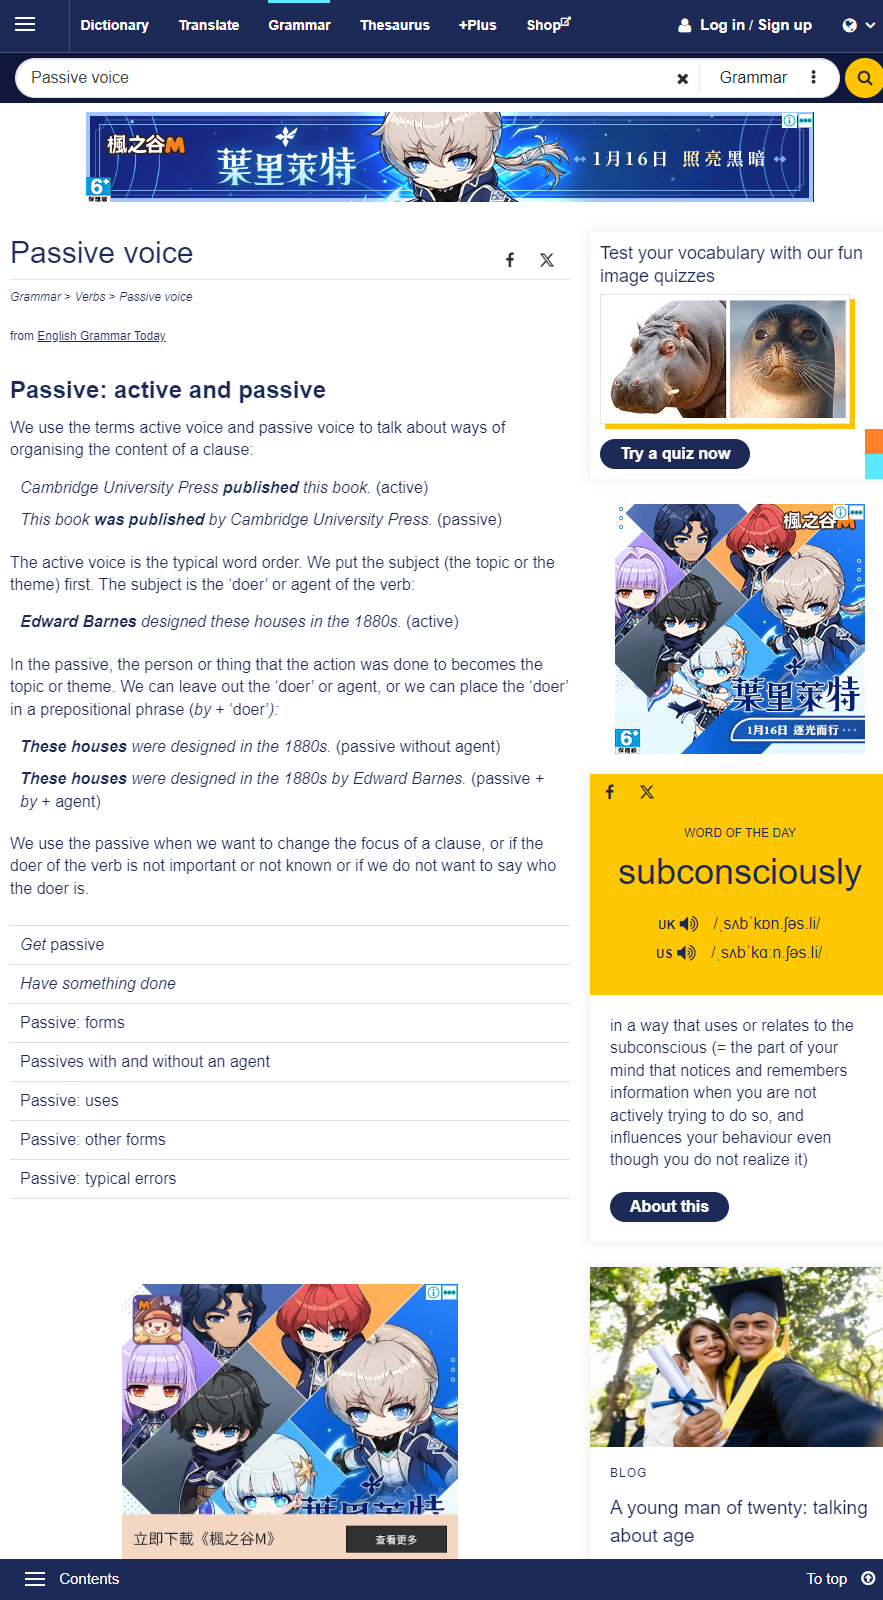 Dictionary Translate Grammar Thesaurus +Plus Shop Log in / Sign up
Passive voice Grammar
楓之谷M
葉里萊特
1月16日 照亮黑暗
6+
保護級
Passive voice
Grammar > Verbs > Passive voice
from English Grammar Today
Passive: active and passive
We use the terms active voice and passive voice to talk about ways of
organising the content of a clause:
Cambridge University Press published this book. (active)
This book was published by Cambridge University Press. (passive)
The active voice is the typical word order. We put the subject (the topic or the
theme) first. The subject is the ‘doer’ or agent of the verb:
Edward Barnes designed these houses in the 1880s. (active)
In the passive, the person or thing that the action was done to becomes the
topic or theme. We can leave out the ‘doer’ or agent, or we can place the ‘doer’
in a prepositional phrase (by + ‘doer’):
These houses were designed in the 1880s. (passive without agent)
These houses were designed in the 1880s by Edward Barnes. (passive +
by + agent)
We use the passive when we want to change the focus of a clause, or if the
doer of the verb is not important or not known or if we do not want to say who
the doer is.
Get passive
Have something done
Passive: forms
Passives with and without an agent
Passive: uses
Passive: other forms
Passive: typical errors
M
葉里萊特
立即下載《楓之谷M》 查看更多
Test your vocabulary with our fun
image quizzes
Try a quiz now
楓之谷M
葉里萊特
6+
保護級
1月16日 逐光而行
WORD OF THE DAY
subconsciously
UK /ˌsʌbˈkɒn.ʃəs.li/
US /ˌsʌbˈkɑːn.ʃəs.li/
in a way that uses or relates to the
subconscious (= the part of your
mind that notices and remembers
information when you are not
actively trying to do so, and
influences your behaviour even
though you do not realize it)
About this
BLOG
A young man of twenty: talking
about age
Contents To top